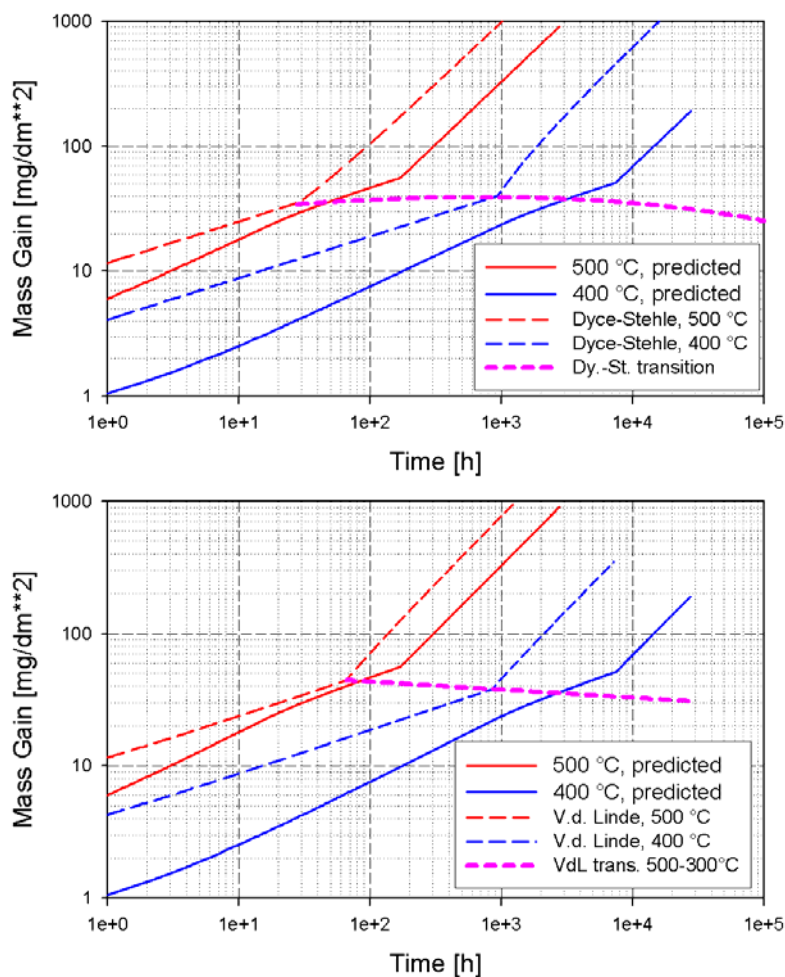 Mass Gain [mg/dm**2]
1000
100
10
1
500 °C, predicted
400 °C, predicted
Dyce-Stehle, 500 °C
Dyce-Stehle, 400 °C
Dy.-St. transition
1e+0 1e+1 1e+2 1e+3 1e+4 1e+5
Time [h]
Mass Gain [mg/dm**2]
1000
100
10
1
500 °C, predicted
400 °C, predicted
V.d. Linde, 500 °C
V.d. Linde, 400 °C
VdL trans. 500-300°C
1e+0 1e+1 1e+2 1e+3 1e+4 1e+5
Time [h]